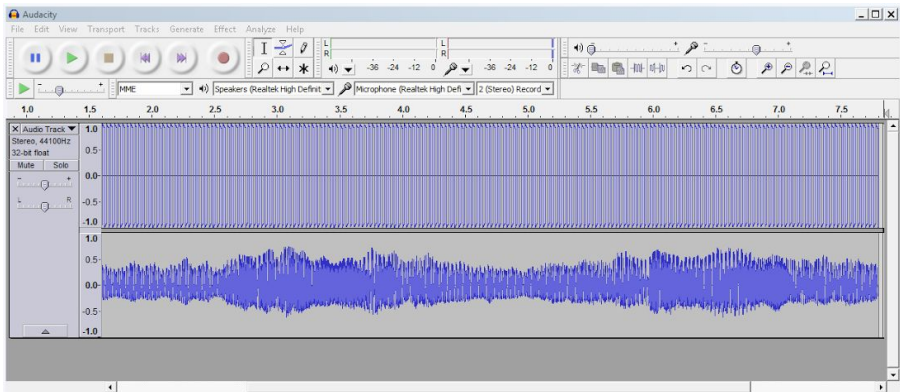 Audacity
File Edit View Transport Tracks Generate Effect Analyze Help
L
R
L
R
-36 -24 -12 0
-36 -24 -12 0
MME
Speakers (Realtek High Definit
Microphone (Realtek High Defi
2 (Stereo) Record
1.0 1.5 2.0 2.5 3.0 3.5 4.0 4.5 5.0 5.5 6.0 6.5 7.0 7.5
Audio Track
Stereo, 44100Hz
32-bit float
Mute Solo
L R
1.0
0.5
0.0
-0.5
-1.0
1.0
0.5
0.0
-0.5
-1.0